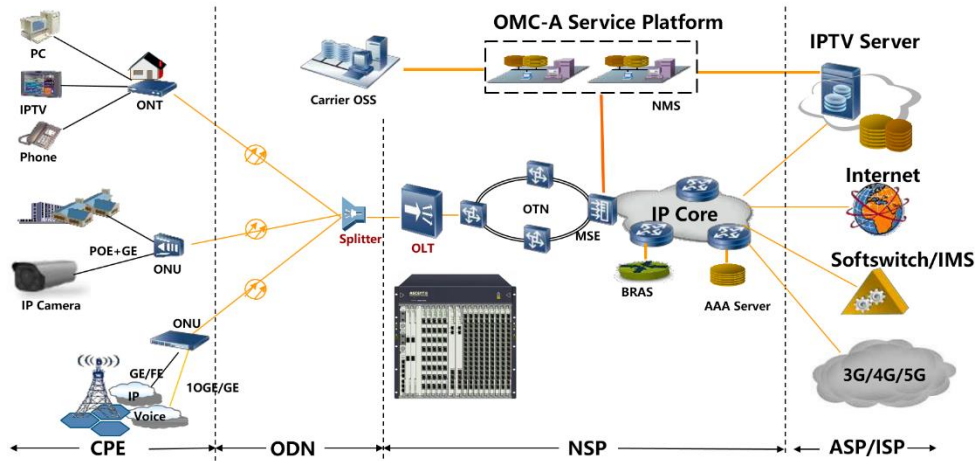 OMC-A Service Platform
IPTV Server
PC
IPTV
ONT
Phone
Carrier OSS
NMS
Internet
OTN
IP Core
MSE
Splitter
OLT
POE+GE
ONU
IP Camera
BRAS
AAA Server
Softswitch/IMS
ONU
GE/FE
IP
10GE/GE
Voice
3G/4G/5G
CPE
ODN
NSP
ASP/ISP